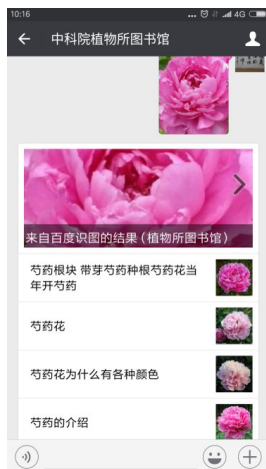 10:16
... 4G
中科院植物所图书馆
来自百度识图的结果（植物所图书馆）
芍药根块 带芽芍药种根芍药花当
年开芍药
芍药花
芍药花为什么有各种颜色
芍药的介绍